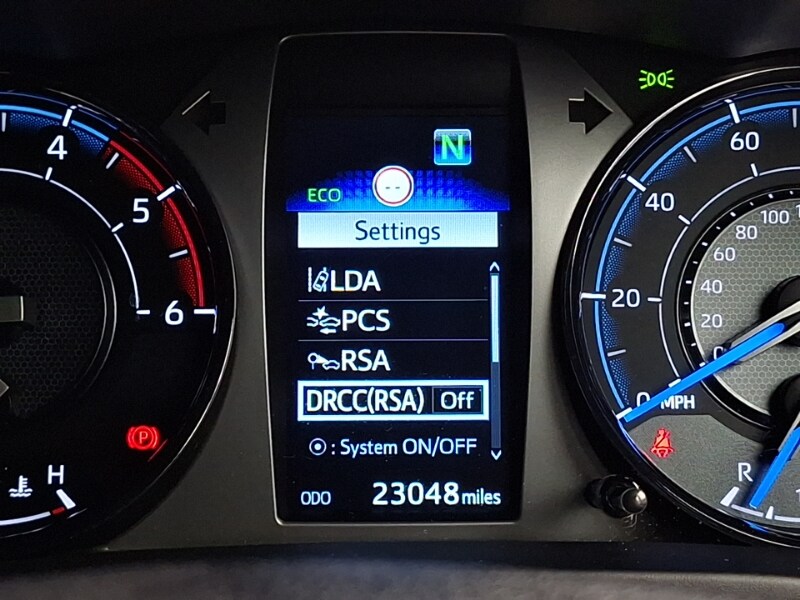 N
ECO
--
Settings
LDA
PCS
RSA
DRCC(RSA) Off
: System ON/OFF
ODO 23048 miles
4
5
6
P
H
60
40
20
0 MPH
100
80
60
40
20
0
R